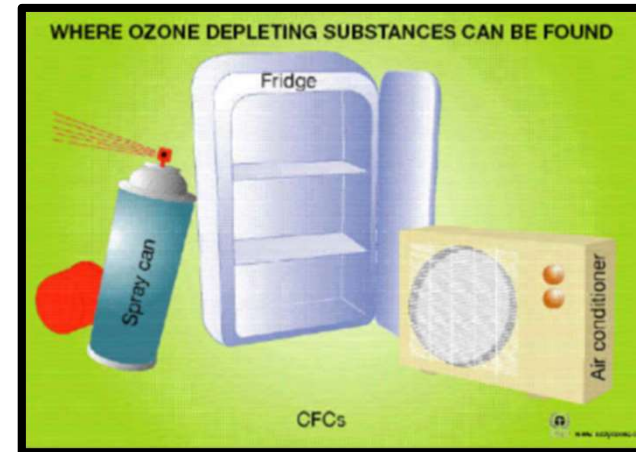 WHERE OZONE DEPLETING SUBSTANCES CAN BE FOUND
Fridge
Spray can
Air conditioner
CFCs